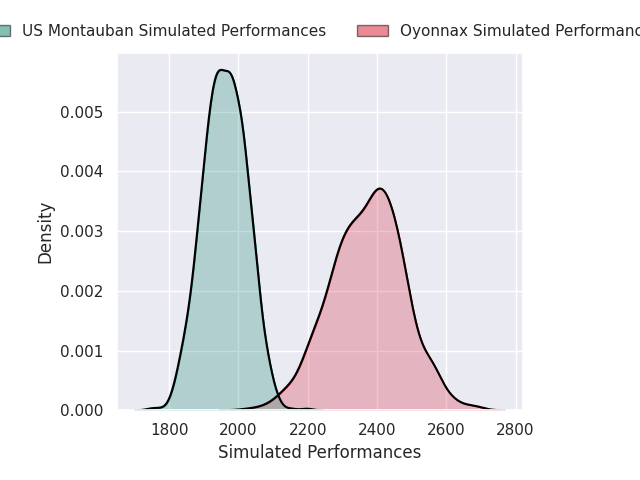 US Montauban Simulated Performances
Oyonnax Simulated
0.005
0.004
0.003
0.002
0.001
0.000
Density
1800 2000 2200 2400 2600 2800
Simulated Performances